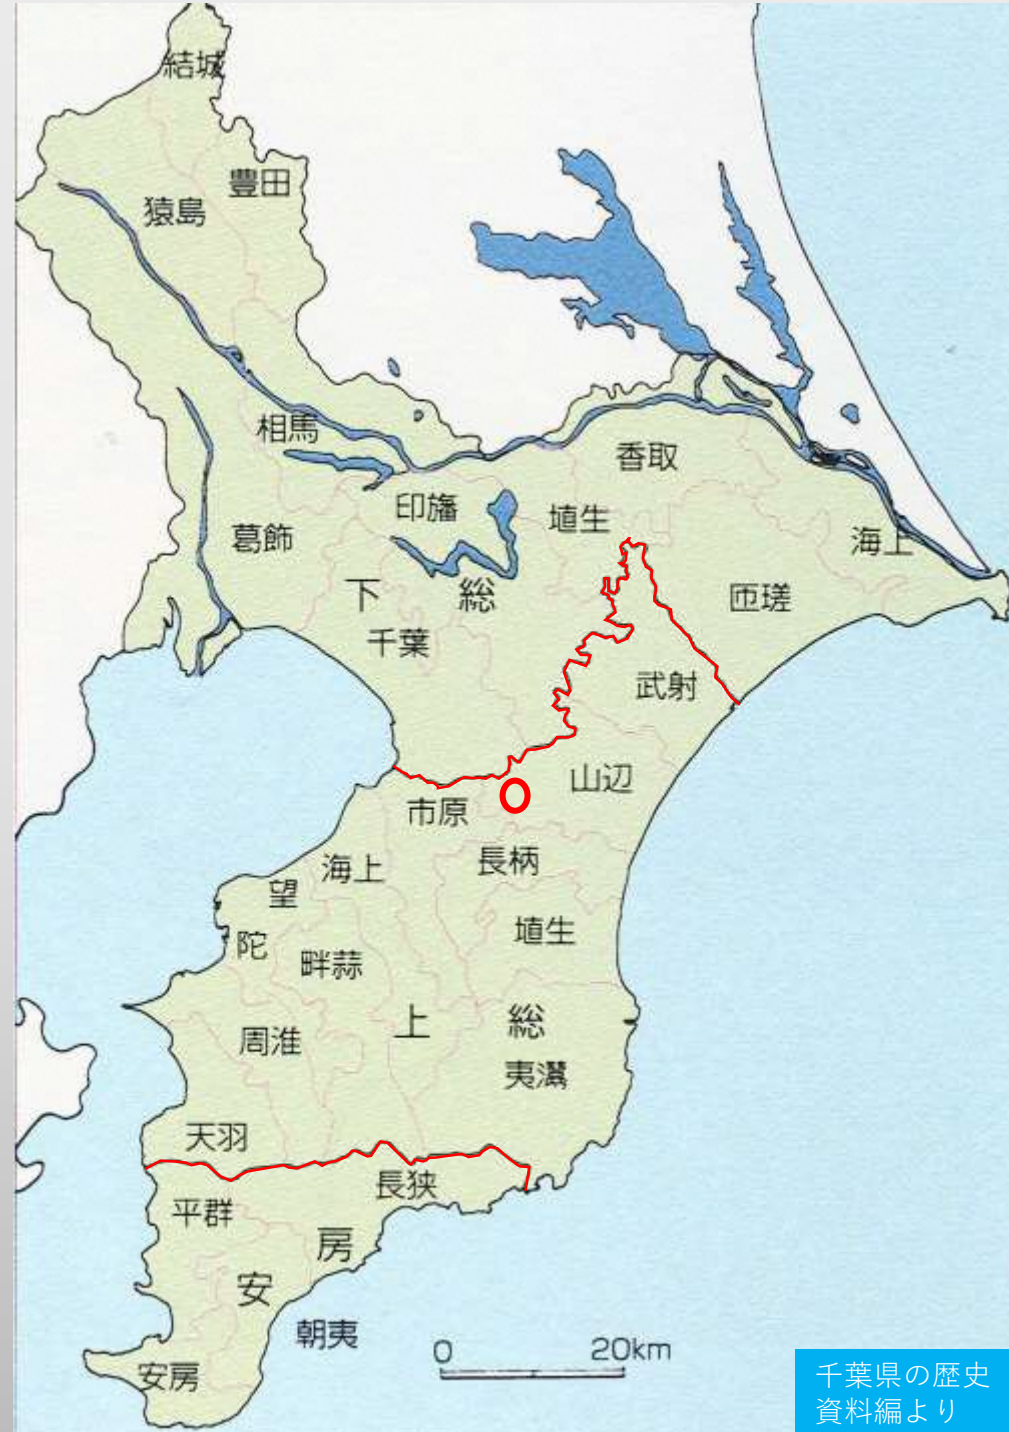 結城
豊田
猿島
相馬
香取
印旛
埴生
葛飾
海上
下総
匝瑳
千葉
武射
山辺
市原
長柄
海上
望陀
埴生
畔蒜
上総
周淮
夷灊
天羽
長狭
平群
安房
朝夷
安房
0 20km
千葉県の歴史
資料編より